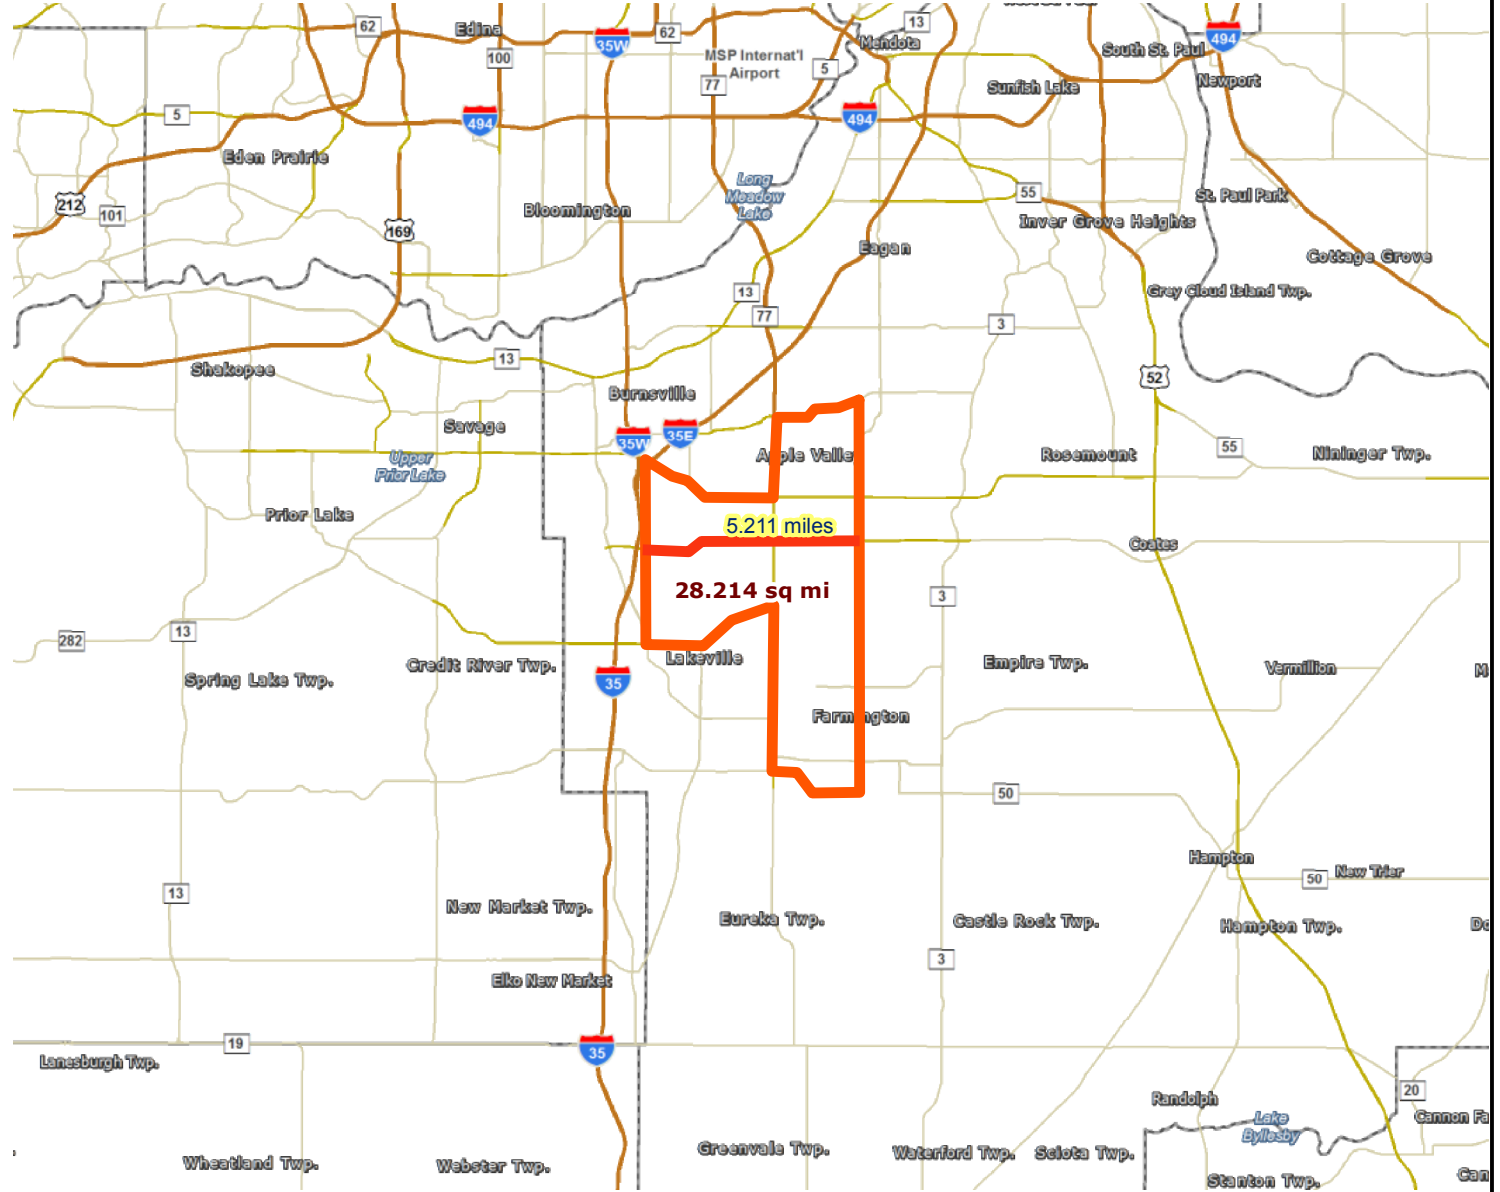 62
Edina
35W
62
13
Mendota
100
MSP Internat'l
Airport
5
77
South St. Paul
494
Newport
Sunfish Lake
5
494
494
Eden Prairie
212
101
169
Bloomington
Long
Meadow
Lake
55
Inver Grove Heights
St. Paul Park
Eagan
Cottage Grove
13
77
3
Grey Cloud Island Twp.
Shakopee
13
52
Burnsville
Savage
35W
35E
Apple Valley
Rosemount
55
Nininger Twp.
Upper
Prior Lake
Prior Lake
5.211 miles
Coates
28.214 sq mi
3
282
13
Spring Lake Twp.
Credit River Twp.
35
Lakeville
Empire Twp.
Vermillion
M
Farmington
50
Hampton
50
New Trier
13
New Market Twp.
Eureka Twp.
Castle Rock Twp.
Hampton Twp.
Do
3
Elko New Market
19
35
Lanesburgh Twp.
20
Randolph
Lake
Byllesby
Cannon Fa
Wheatland Twp.
Webster Twp.
Greenvale Twp.
Waterford Twp.
Sciota Twp.
Stanton Twp.
Can